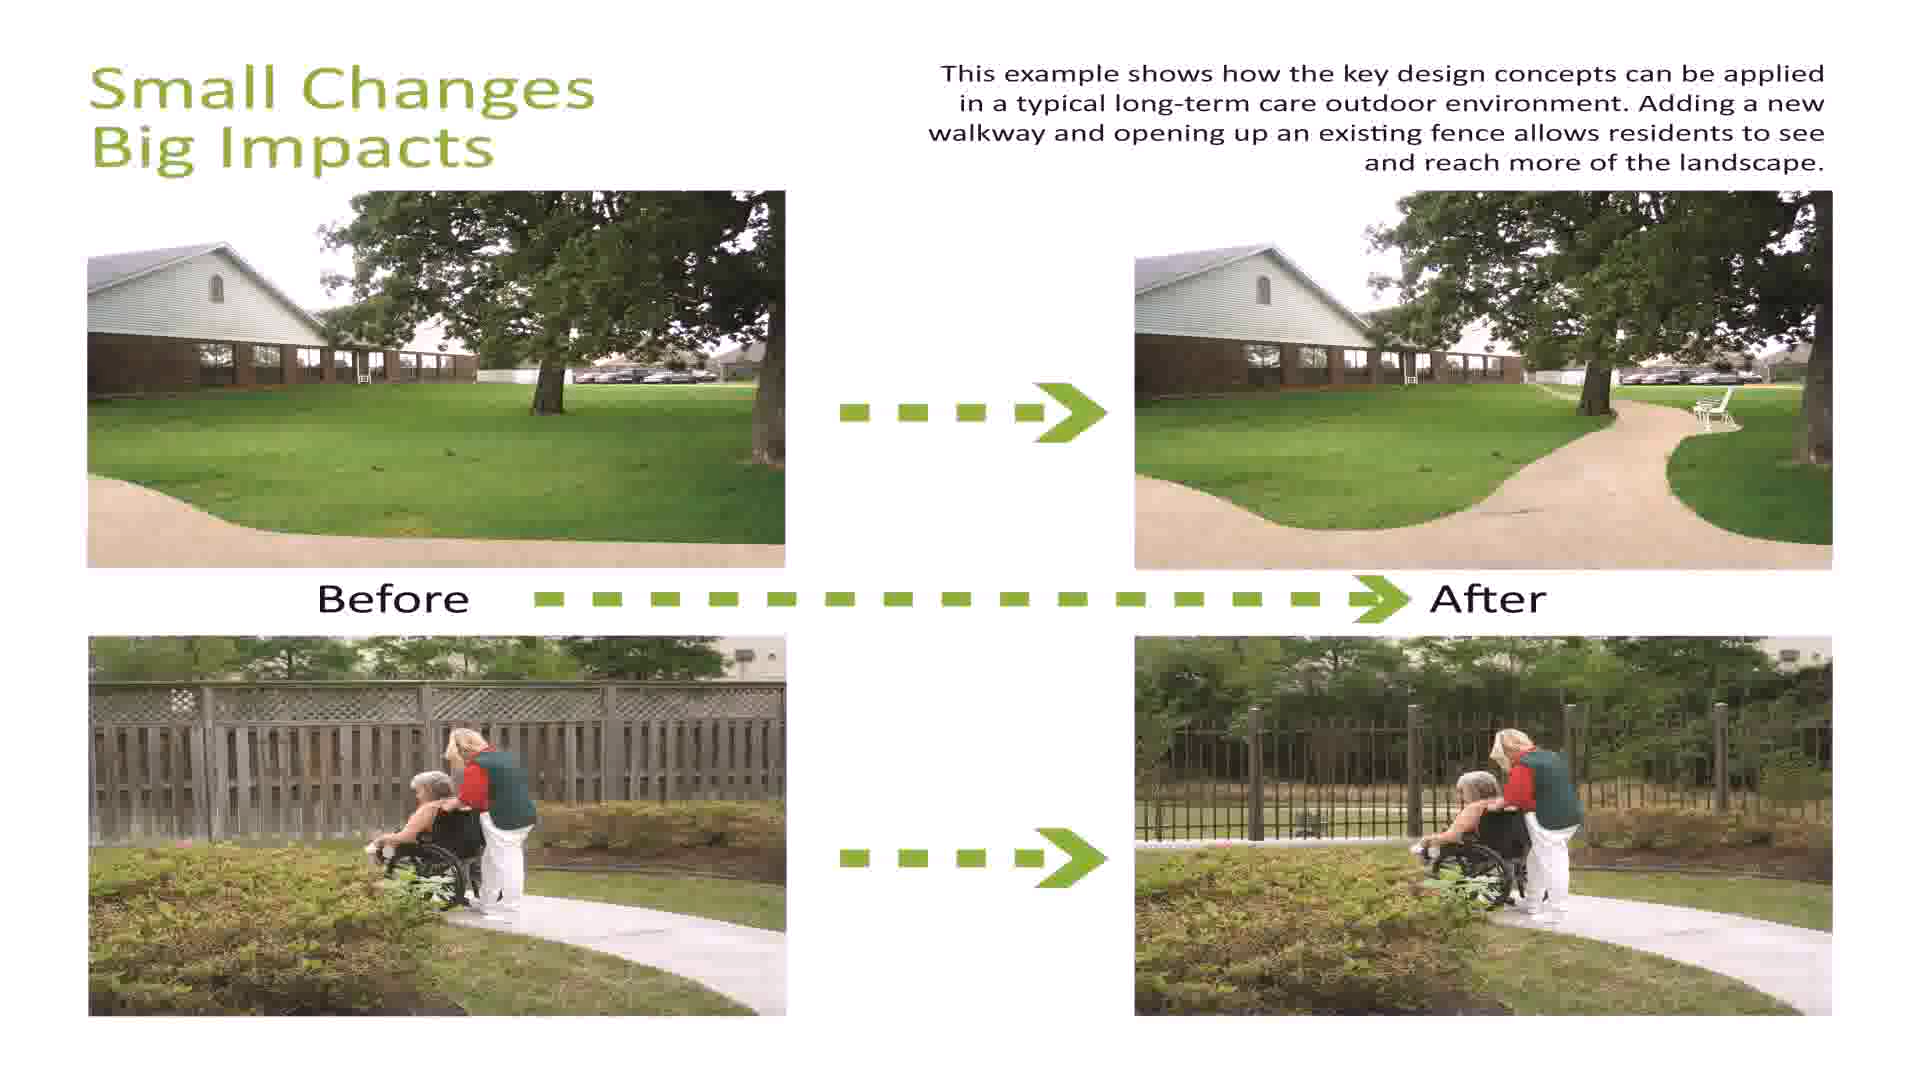 Small Changes
Big Impacts
This example shows how the key design concepts can be applied
in a typical long-term care outdoor environment. Adding a new
walkway and opening up an existing fence allows residents to see
and reach more of the landscape.
Before
After